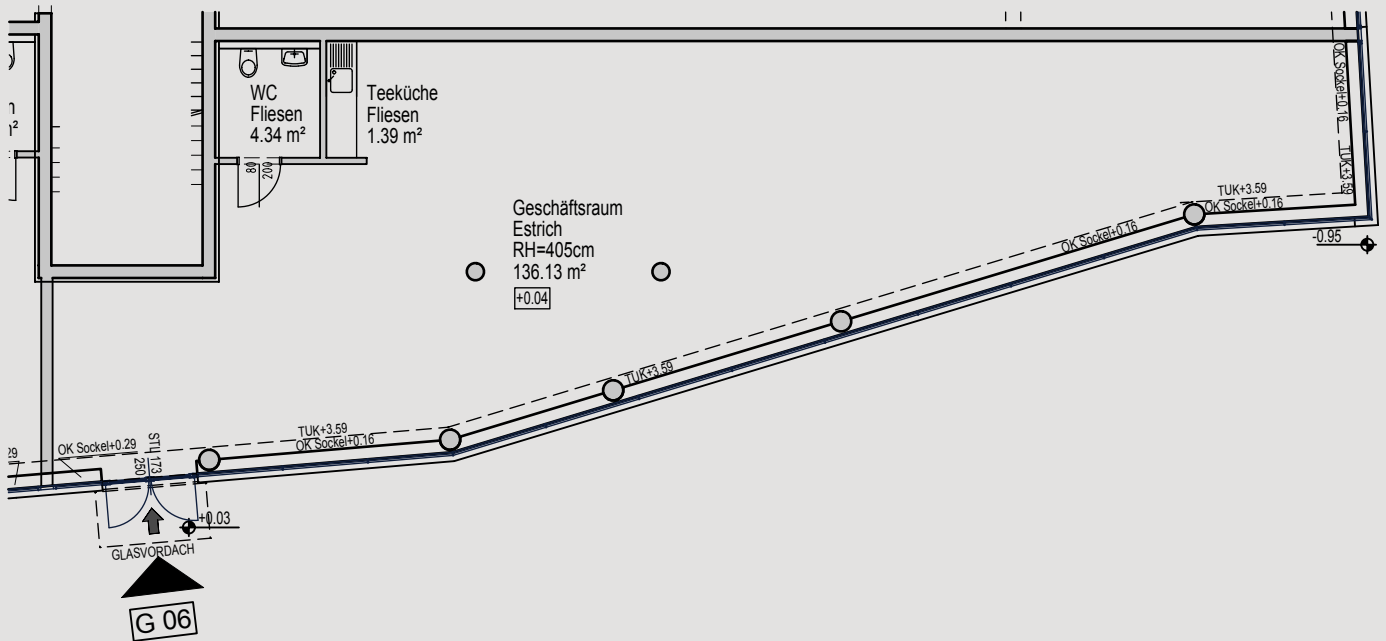 WC
Fliesen
4.34 m²
Teeküche
Fliesen
1.39 m²
80
200
m²
Geschäftsraum
Estrich
RH=405cm
136.13 m²
+0.04
OK Sockel+0.16
TUK+3.59
TUK+3.59
OK Sockel+0.16
OK Sockel+0.16
-0.95
TUK+3.59
TUK+3.59
OK Sockel+0.16
29
OK Sockel+0.29
STU 173
250
+0.03
GLASVORDACH
G 06